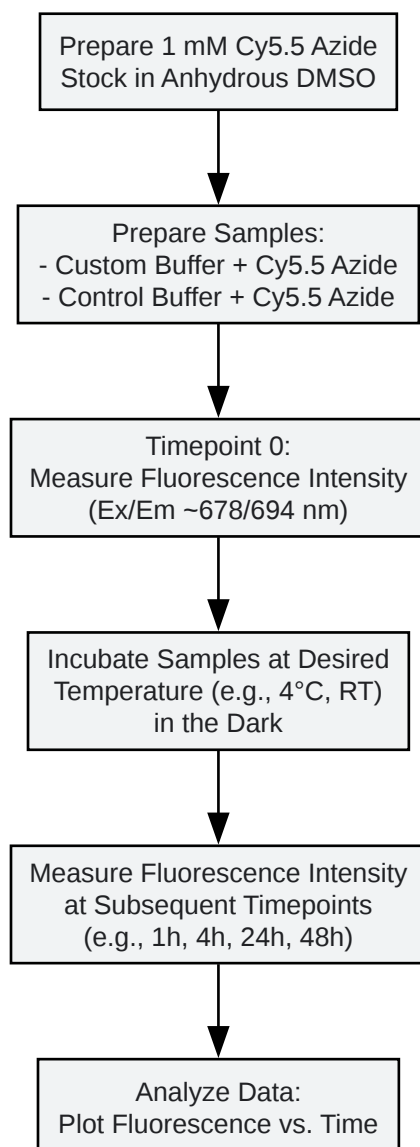 Prepare 1 mM Cy5.5 Azide
Stock in Anhydrous DMSO
Prepare Samples:
- Custom Buffer + Cy5.5 Azide
- Control Buffer + Cy5.5 Azide
Timepoint 0:
Measure Fluorescence Intensity
(Ex/Em ~678/694 nm)
Incubate Samples at Desired
Temperature (e.g., 4°C, RT)
in the Dark
Measure Fluorescence Intensity
at Subsequent Timepoints
(e.g., 1h, 4h, 24h, 48h)
Analyze Data:
Plot Fluorescence vs. Time